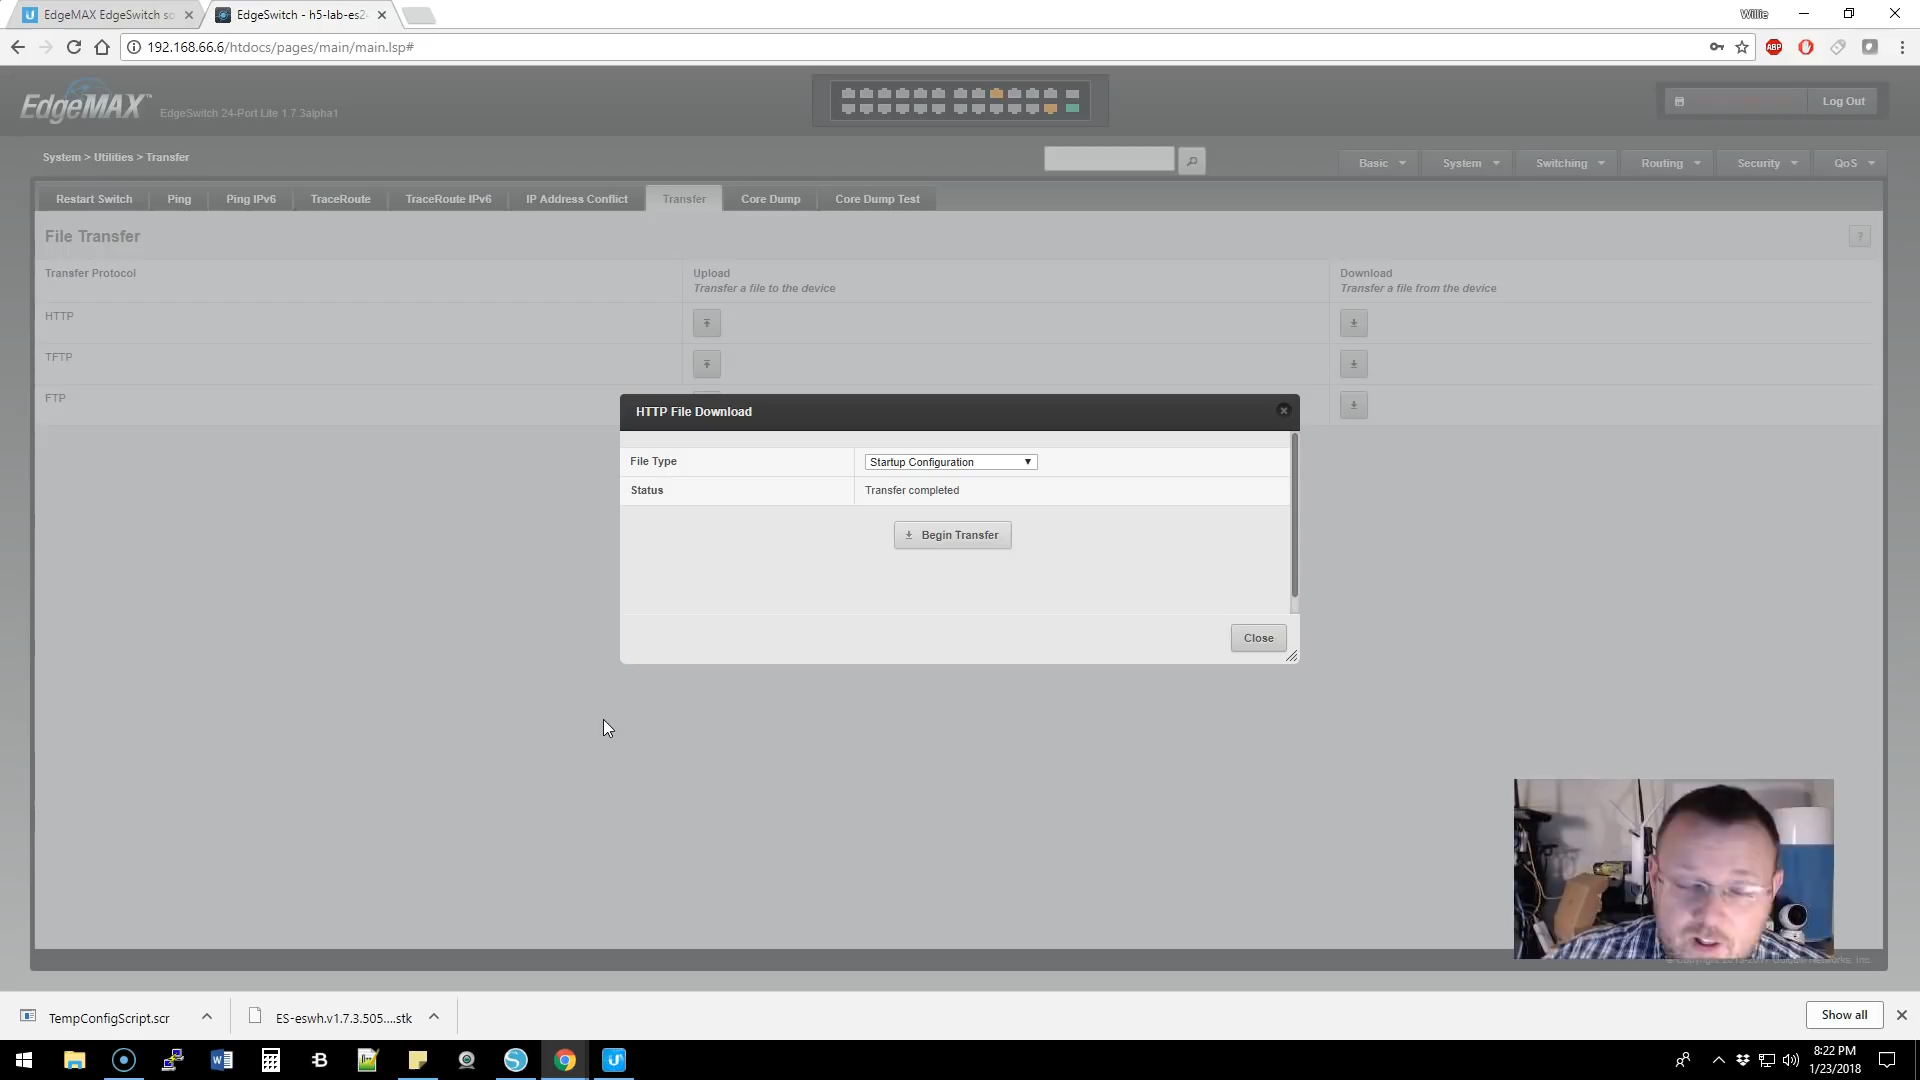 EdgeMAX EdgeSwitch so
EdgeSwitch - h5-lab-es2-
Willie
192.168.66.6/htdocs/pages/main/main.lsp#
ABP
EdgeMAX™
EdgeSwitch 24-Port Lite 1.7.3alpha1
Log Out
System > Utilities > Transfer
Basic
System
Switching
Routing
Security
QoS
Restart Switch
Ping
Ping IPv6
TraceRoute
TraceRoute IPv6
IP Address Conflict
Transfer
Core Dump
Core Dump Test
File Transfer
?
Transfer Protocol
Upload
Transfer a file to the device
Download
Transfer a file from the device
HTTP
TFTP
FTP
HTTP File Download
File Type
Startup Configuration
Status
Transfer completed
Begin Transfer
Close
TempConfigScript.scr
ES-eswh.v1.7.3.505....stk
Show all
8:22 PM
1/23/2018